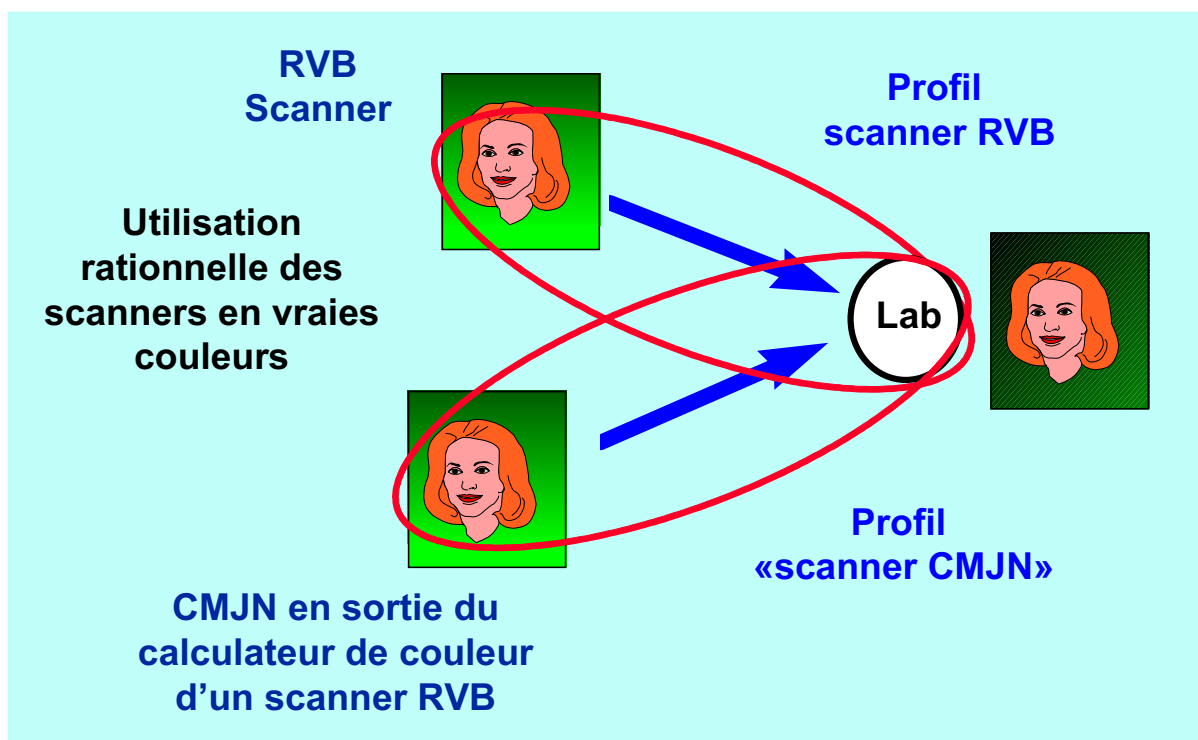 RVB
Scanner
Profil
scanner RVB
Utilisation
rationnelle des
scanners en vraies
couleurs
Lab
Profil
«scanner CMJN»
CMJN en sortie du
calculateur de couleur
d’un scanner RVB